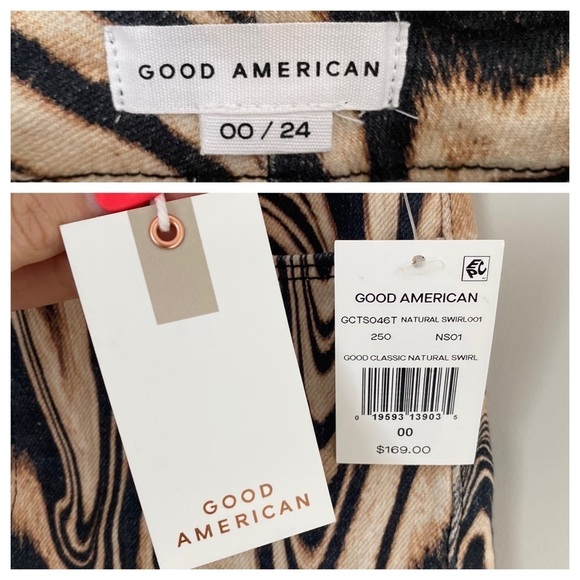 GOOD AMERICAN
00 / 24
GOOD
AMERICAN
EPC
GOOD AMERICAN
GCTS046T NATURAL SWIRL001
250 NS01
GOOD CLASSIC NATURAL SWIRL
0 19593 13903 5
00
$169.00